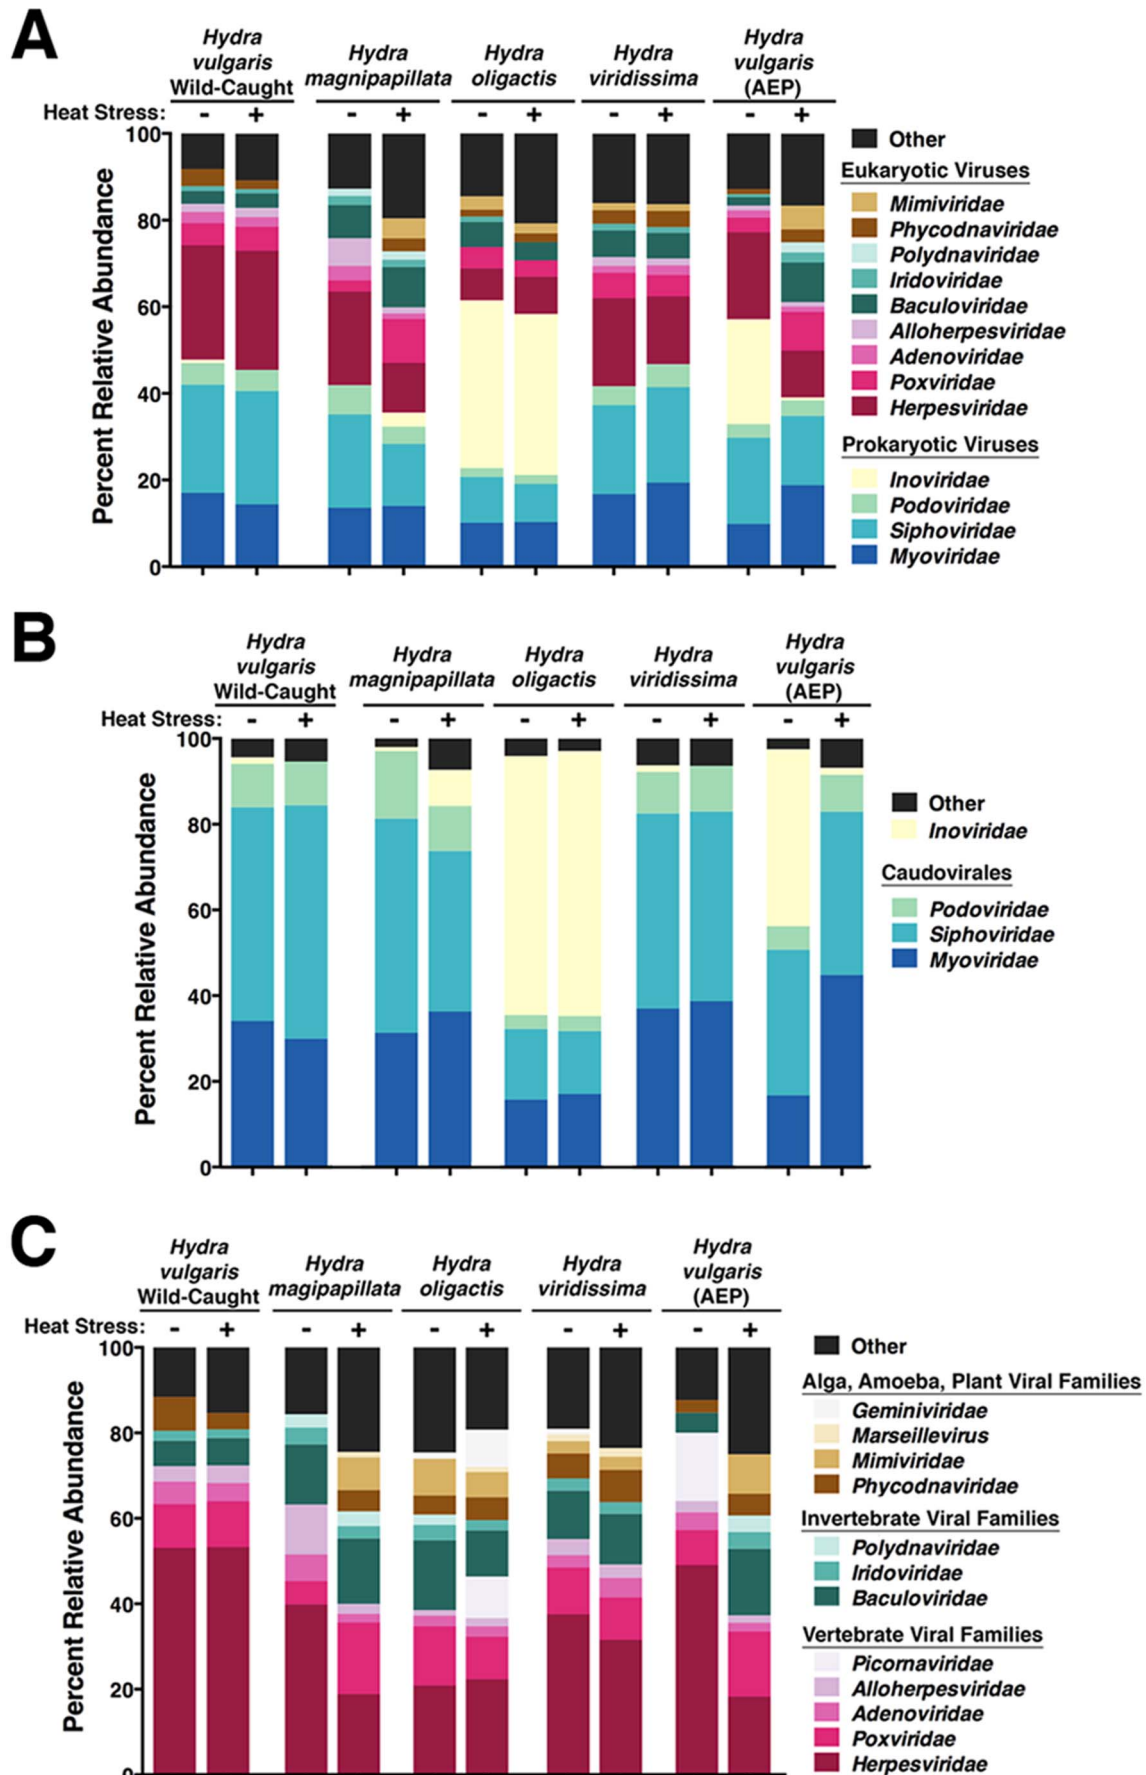 A
Hydra
vulgaris
Wild-Caught
Hydra
magnipapillata
Hydra
oligactis
Hydra
viridissima
Hydra
vulgaris
(AEP)
Heat Stress: - + - + - + - + - +
Percent Relative Abundance
100
80
60
40
20
0
Other
Eukaryotic Viruses
Mimiviridae
Phycodnaviridae
Polydnaviridae
Iridoviridae
Baculoviridae
Alloherpesviridae
Adenoviridae
Poxviridae
Herpesviridae
Prokaryotic Viruses
Inoviridae
Podoviridae
Siphoviridae
Myoviridae
B
Hydra
vulgaris
Wild-Caught
Hydra
magnipapillata
Hydra
oligactis
Hydra
viridissima
Hydra
vulgaris
(AEP)
Heat Stress: - + - + - + - + - +
Percent Relative Abundance
100
80
60
40
20
0
Other
Inoviridae
Caudovirales
Podoviridae
Siphoviridae
Myoviridae
C
Hydra
vulgaris
Wild-Caught
Hydra
magipapillata
Hydra
oligactis
Hydra
viridissima
Hydra
vulgaris
(AEP)
Heat Stress: - + - + - + - + - +
Percent Relative Abundance
100
80
60
40
20
0
Other
Alga, Amoeba, Plant Viral Families
Geminiviridae
Marseillevirus
Mimiviridae
Phycodnaviridae
Invertebrate Viral Families
Polydnaviridae
Iridoviridae
Baculoviridae
Vertebrate Viral Families
Picornaviridae
Alloherpesviridae
Adenoviridae
Poxviridae
Herpesviridae